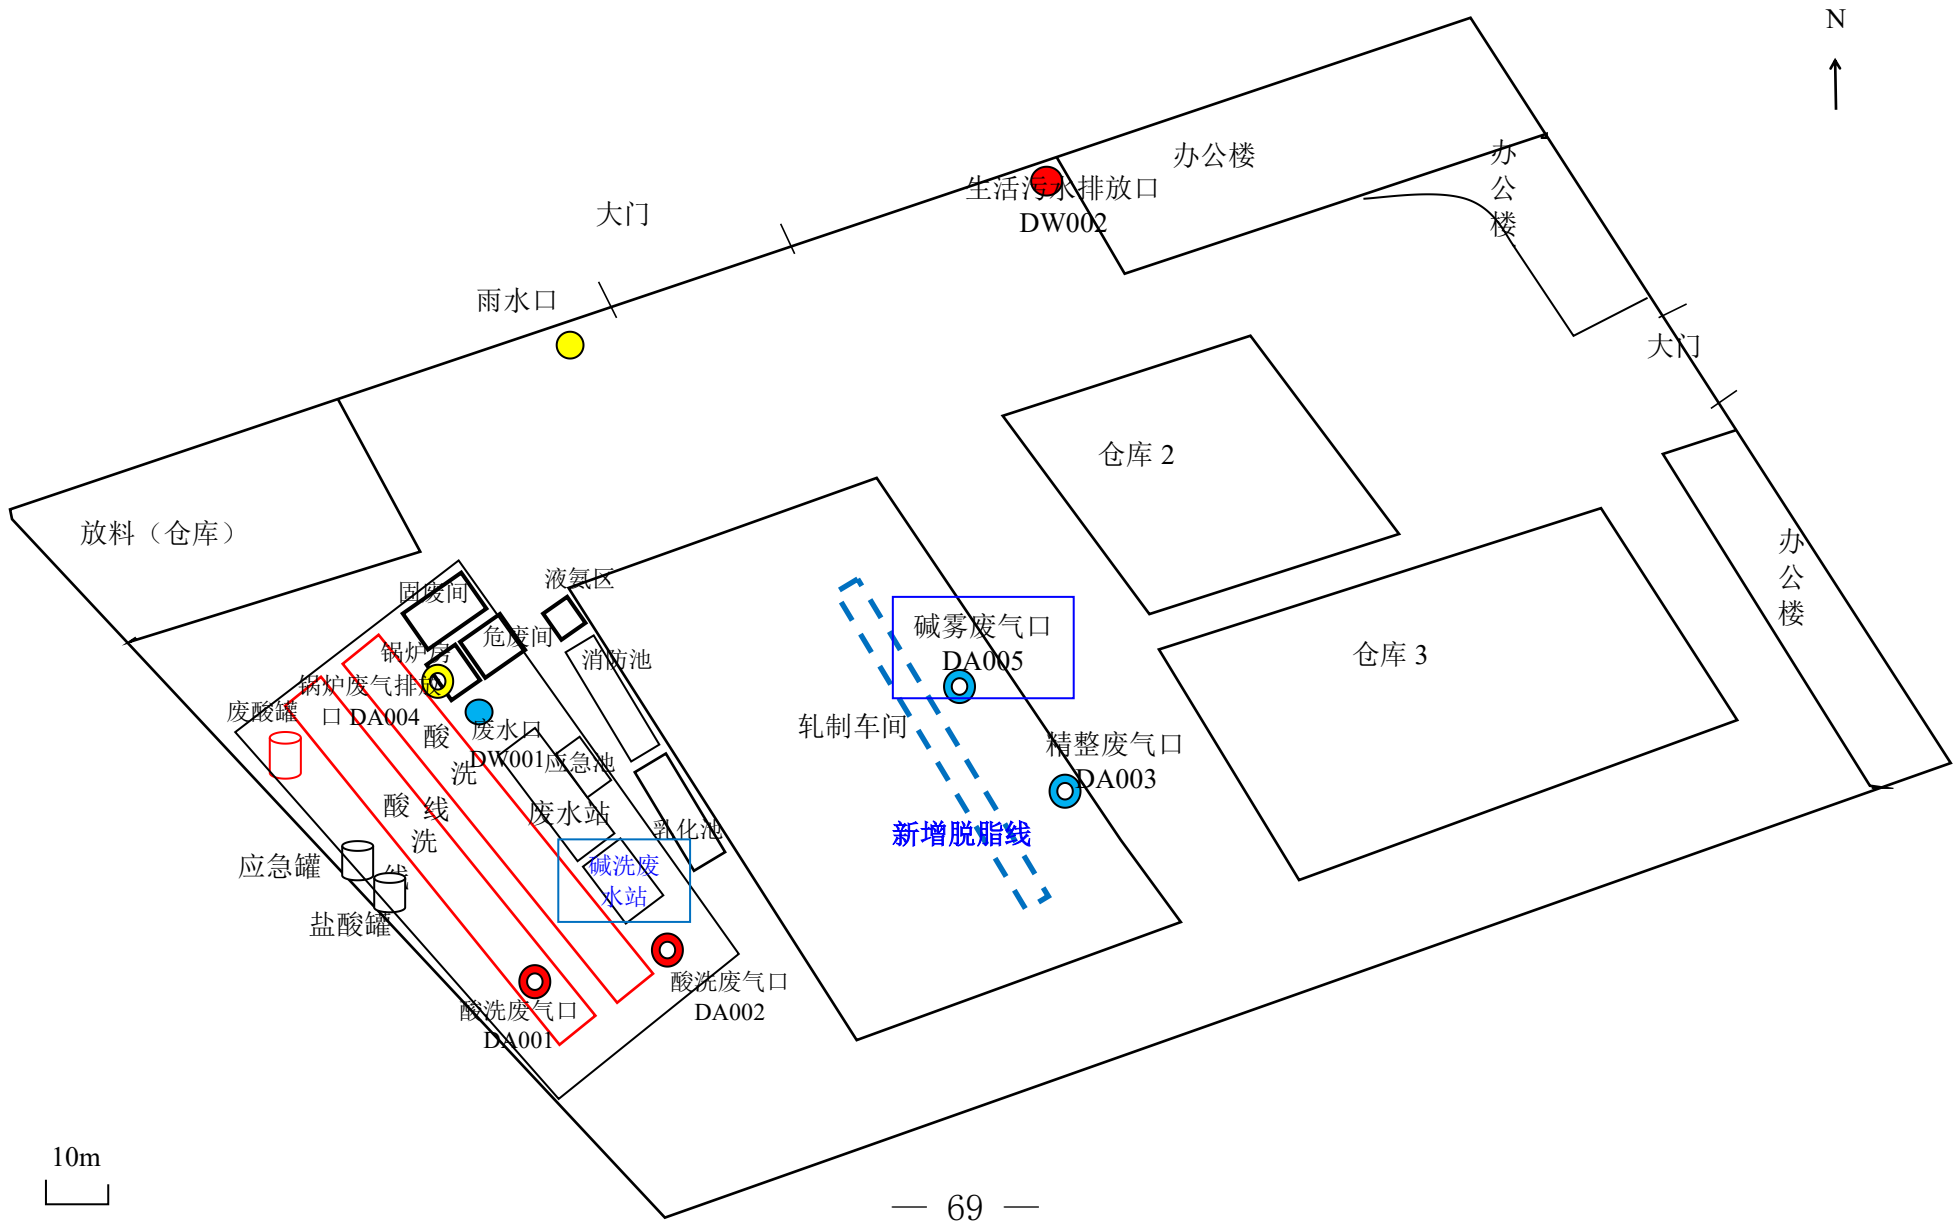 N
办公楼
办
公
楼
生活污水排放口
DW002
大门
雨水口
大门
仓库 2
放料（仓库）
办
公
楼
固废间
液氨区
危废间
锅炉房
消防池
碱雾废气口
DA005
仓库 3
锅炉废气排放
口 DA004
废酸罐
酸
洗
线
废水口
DW001
应急池
轧制车间
精整废气口
DA003
酸
洗
线
废水站
乳化池
新增脱脂线
应急罐
碱洗废
水站
盐酸罐
酸洗废气口
DA002
酸洗废气口
DA001
10m
— 69 —